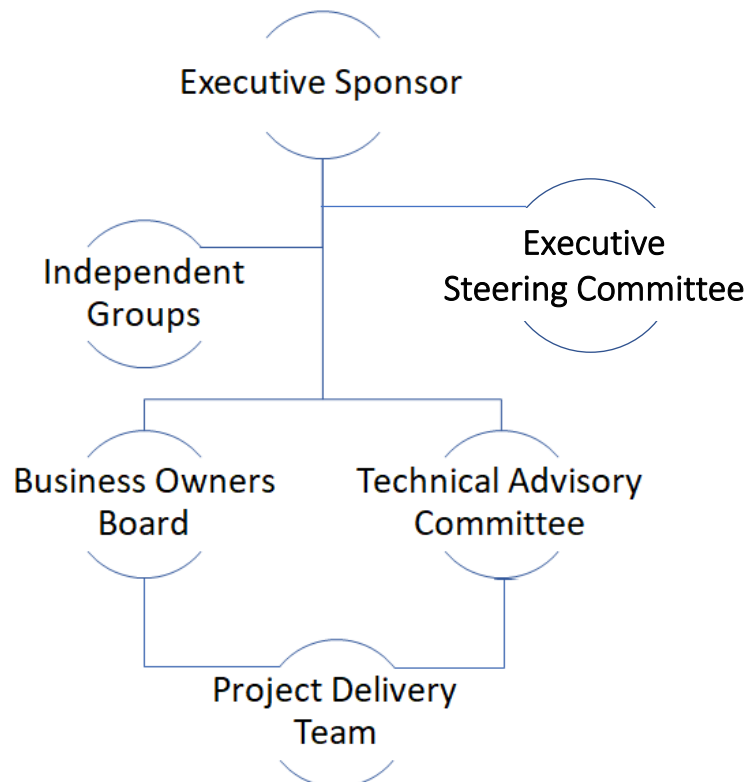 Executive Sponsor
Executive
Steering Committee
Independent
Groups
Business Owners
Board
Technical Advisory
Committee
Project Delivery
Team